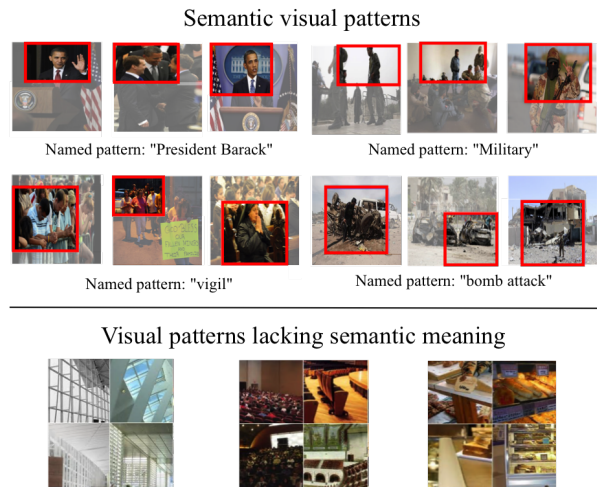 Semantic visual patterns
Named pattern: "President Barack"
Named pattern: "Military"
Named pattern: "vigil"
Named pattern: "bomb attack"
Visual patterns lacking semantic meaning